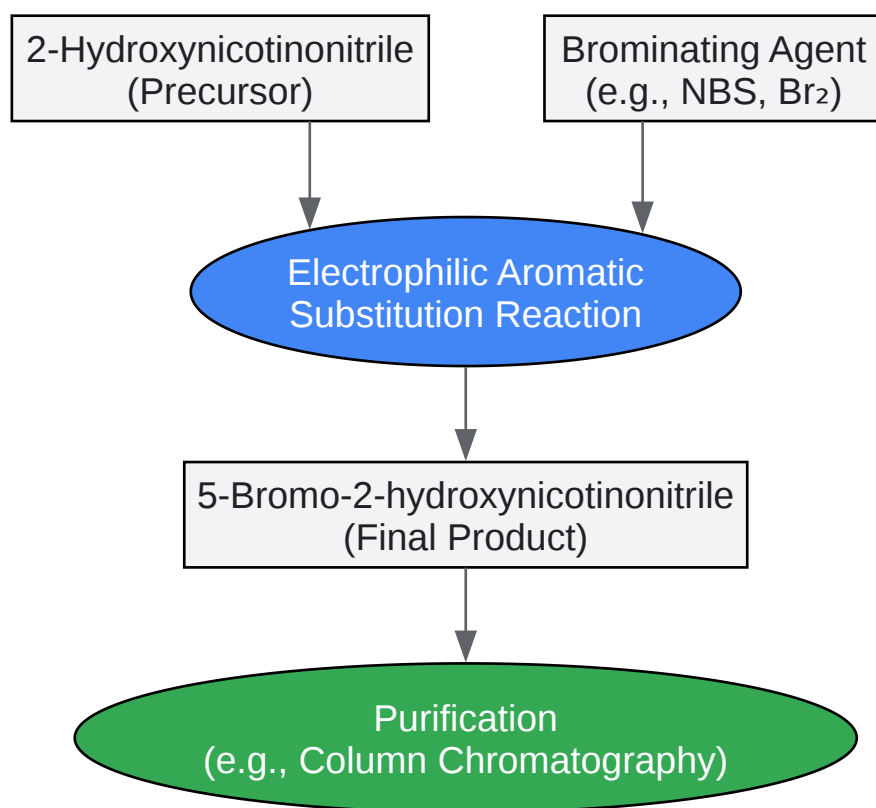 2-Hydroxynicotinonitrile
(Precursor)
Brominating Agent
(e.g., NBS, Br₂)
Electrophilic Aromatic
Substitution Reaction
5-Bromo-2-hydroxynicotinonitrile
(Final Product)
Purification
(e.g., Column Chromatography)